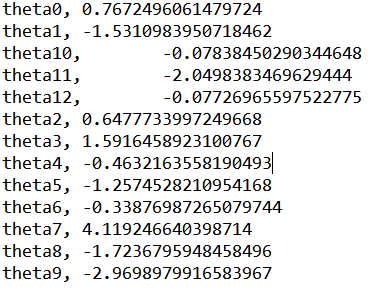 theta0, 0.7672496061479724
theta1, -1.5310983950718462
theta10,	-0.07838450290344648
theta11,	-2.0498383469629444
theta12,	-0.07726965597522775
theta2, 0.6477733997249668
theta3, 1.5916458923100767
theta4, -0.4632163558190493
theta5, -1.2574528210954168
theta6, -0.33876987265079744
theta7, 4.119246640398714
theta8, -1.7236795948458496
theta9, -2.9698979916583967